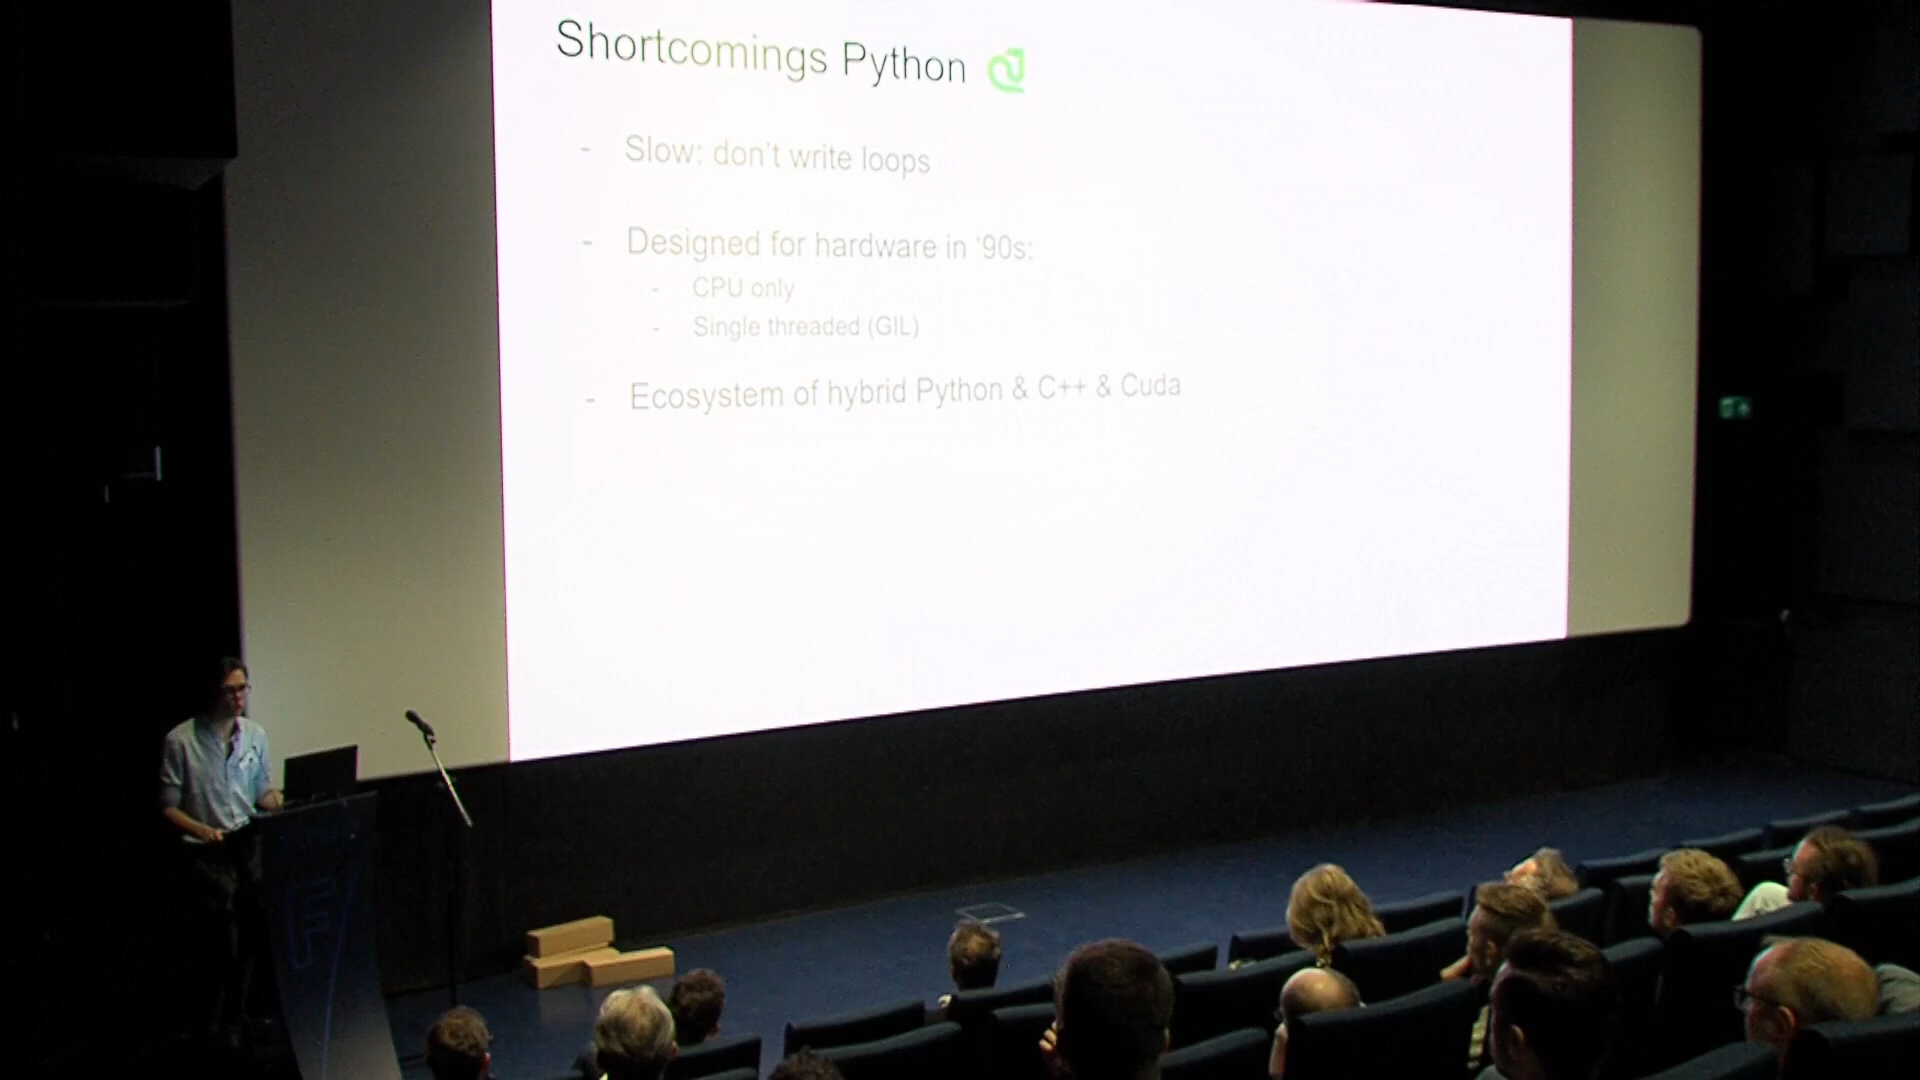 Shortcomings Python
- Slow: don't write loops
- Designed for hardware in '90s:
- CPU only
- Single threaded (GIL)
- Ecosystem of hybrid Python & C++ & Cuda